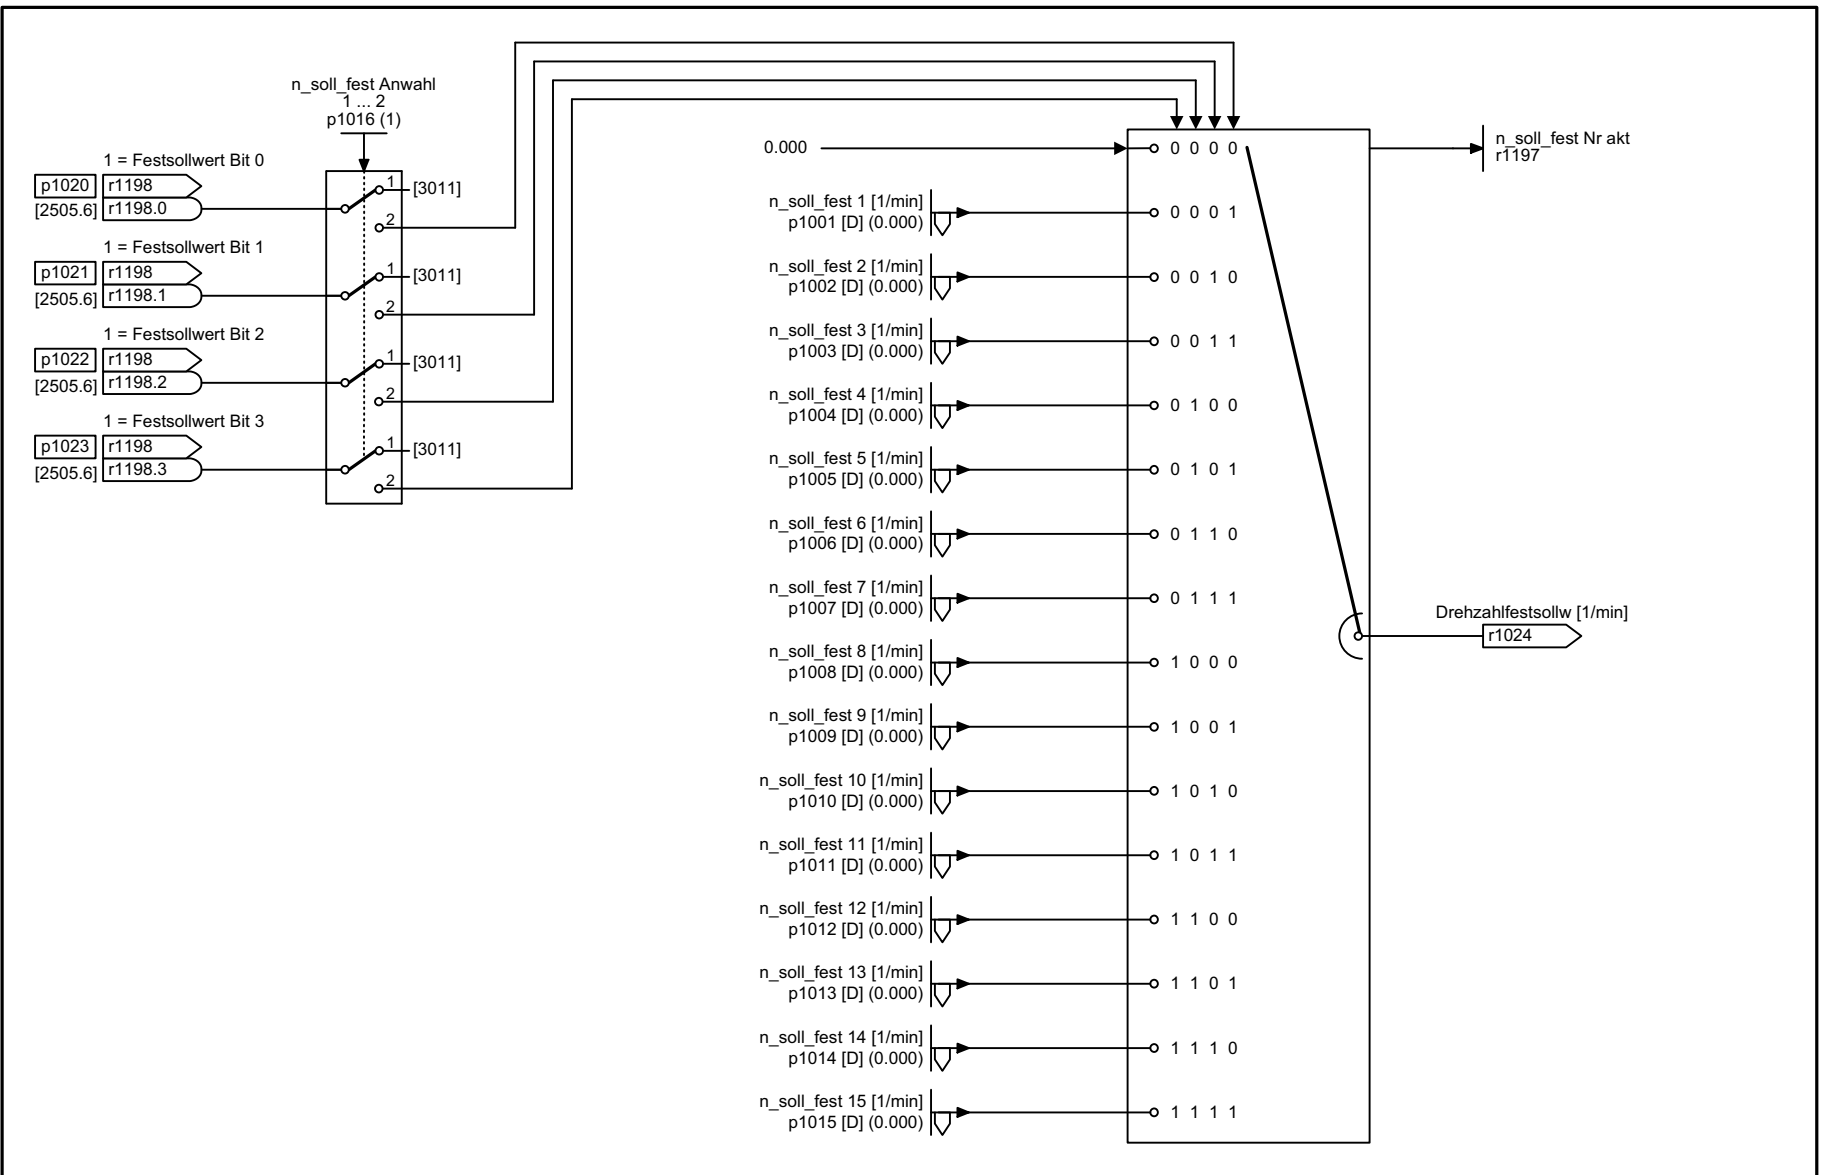 n_soll_fest Anwahl
1 ... 2
p1016 (1)
1 = Festsollwert Bit 0
p1020 r1198
[2505.6] r1198.0
1 [3011]
2
1 = Festsollwert Bit 1
p1021 r1198
[2505.6] r1198.1
1 [3011]
2
1 = Festsollwert Bit 2
p1022 r1198
[2505.6] r1198.2
1 [3011]
2
1 = Festsollwert Bit 3
p1023 r1198
[2505.6] r1198.3
1 [3011]
2
0.000
0 0 0 0
n_soll_fest 1 [1/min]
p1001 [D] (0.000)
0 0 0 1
n_soll_fest 2 [1/min]
p1002 [D] (0.000)
0 0 1 0
n_soll_fest 3 [1/min]
p1003 [D] (0.000)
0 0 1 1
n_soll_fest 4 [1/min]
p1004 [D] (0.000)
0 1 0 0
n_soll_fest 5 [1/min]
p1005 [D] (0.000)
0 1 0 1
n_soll_fest 6 [1/min]
p1006 [D] (0.000)
0 1 1 0
n_soll_fest 7 [1/min]
p1007 [D] (0.000)
0 1 1 1
n_soll_fest 8 [1/min]
p1008 [D] (0.000)
1 0 0 0
n_soll_fest 9 [1/min]
p1009 [D] (0.000)
1 0 0 1
n_soll_fest 10 [1/min]
p1010 [D] (0.000)
1 0 1 0
n_soll_fest 11 [1/min]
p1011 [D] (0.000)
1 0 1 1
n_soll_fest 12 [1/min]
p1012 [D] (0.000)
1 1 0 0
n_soll_fest 13 [1/min]
p1013 [D] (0.000)
1 1 0 1
n_soll_fest 14 [1/min]
p1014 [D] (0.000)
1 1 1 0
n_soll_fest 15 [1/min]
p1015 [D] (0.000)
1 1 1 1
n_soll_fest Nr akt
r1197
Drehzahlfestsollw [1/min]
r1024